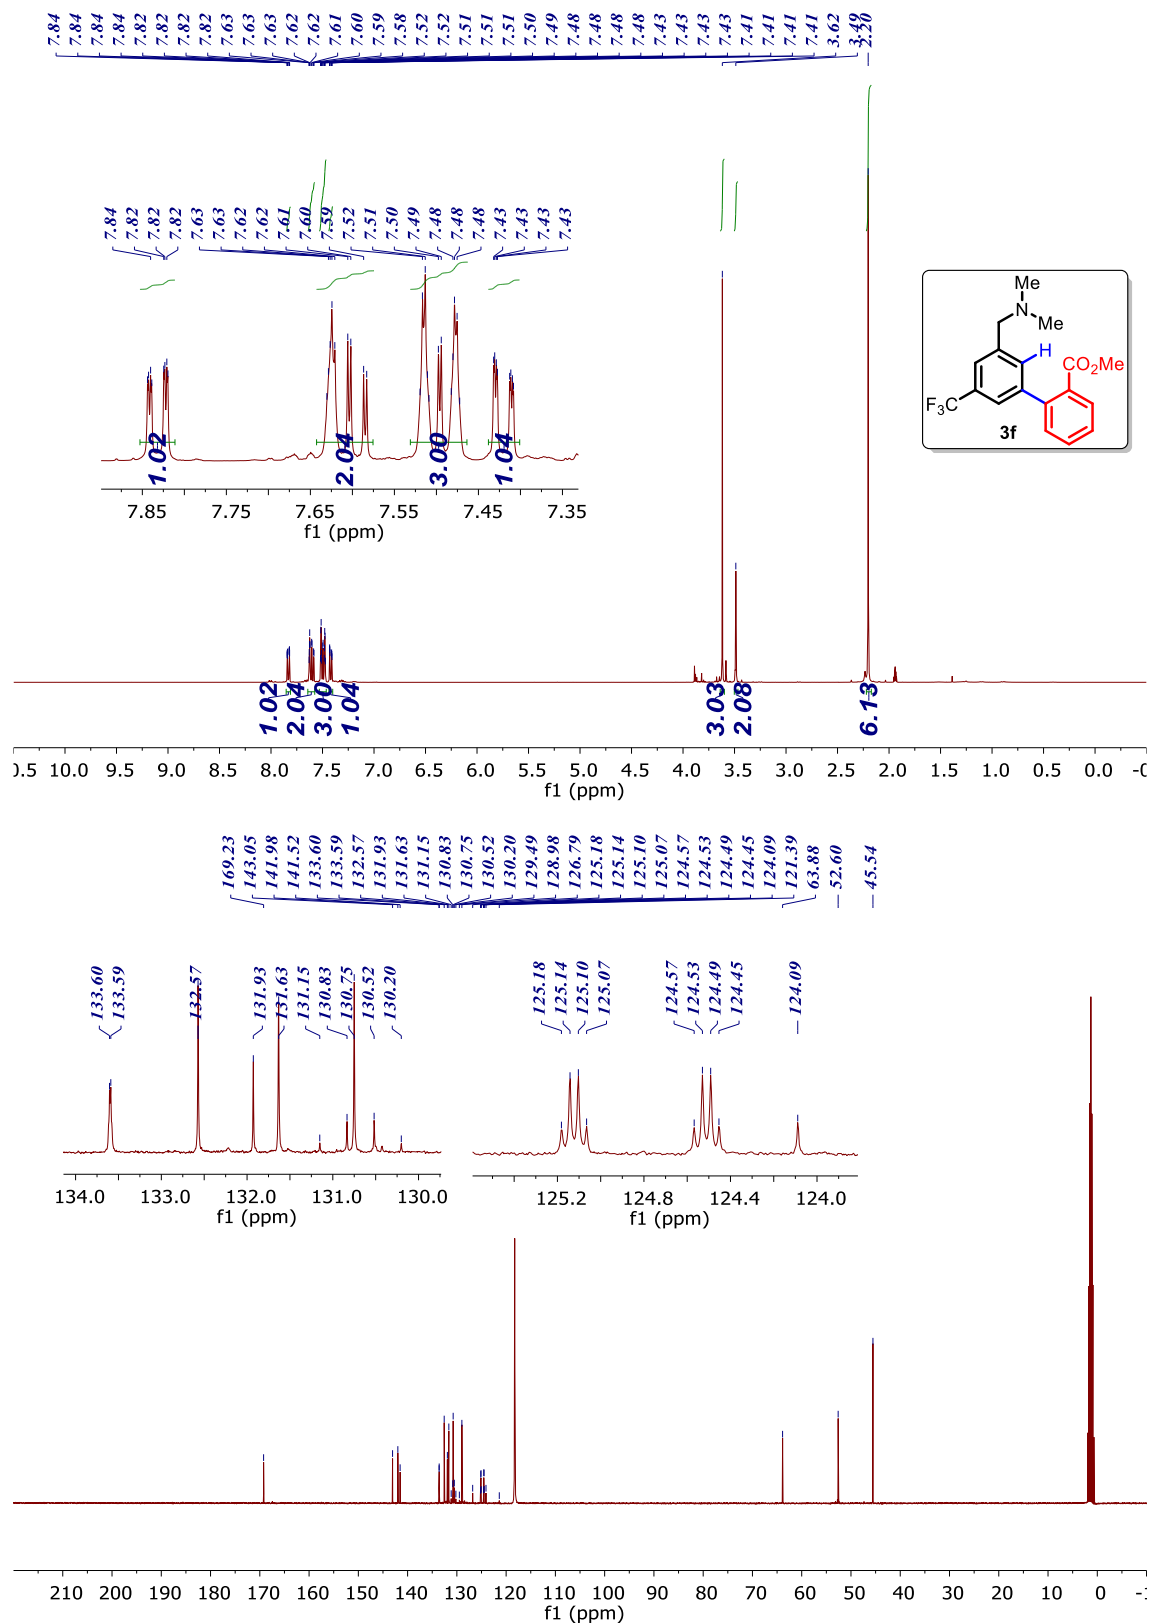 7.84 7.84 7.84 7.84 7.82 7.82 7.82 7.82 7.63 7.63 7.63 7.62 7.62 7.61 7.60 7.59 7.58 7.52 7.52 7.51 7.51 7.51 7.50 7.49 7.48 7.48 7.48 7.48 7.48 7.43 7.43 7.43 7.43 7.43 7.41 7.41 7.41 7.41 3.62 3.49 2.20
7.84 7.82 7.82 7.82 7.63 7.63 7.62 7.62 7.61 7.60 7.59 7.52 7.51 7.50 7.49 7.48 7.48 7.48 7.43 7.43 7.43 7.43
1.02 2.04 3.00 1.04
7.85 7.75 7.65 7.55 7.45 7.35
f1 (ppm)
Me
N
Me
H
CO2Me
F3C
3f
1.02 2.04 3.00 1.04 3.03 2.08 6.13
0.5 10.0 9.5 9.0 8.5 8.0 7.5 7.0 6.5 6.0 5.5 5.0 4.5 4.0 3.5 3.0 2.5 2.0 1.5 1.0 0.5 0.0 -0
f1 (ppm)
169.23 143.05 141.98 141.52 133.60 133.59 132.57 131.93 131.63 131.15 130.83 130.75 130.52 130.20 129.49 128.98 126.79 125.18 125.14 125.10 125.07 124.57 124.53 124.49 124.45 124.09 121.39 63.88 52.60 45.54
133.60 133.59 132.57 131.93 131.63 131.15 130.83 130.75 130.52 130.20
125.18 125.14 125.10 125.07 124.57 124.53 124.49 124.45 124.09
134.0 133.0 132.0 131.0 130.0
f1 (ppm)
125.2 124.8 124.4 124.0
f1 (ppm)
210 200 190 180 170 160 150 140 130 120 110 100 90 80 70 60 50 40 30 20 10 0 -1
f1 (ppm)